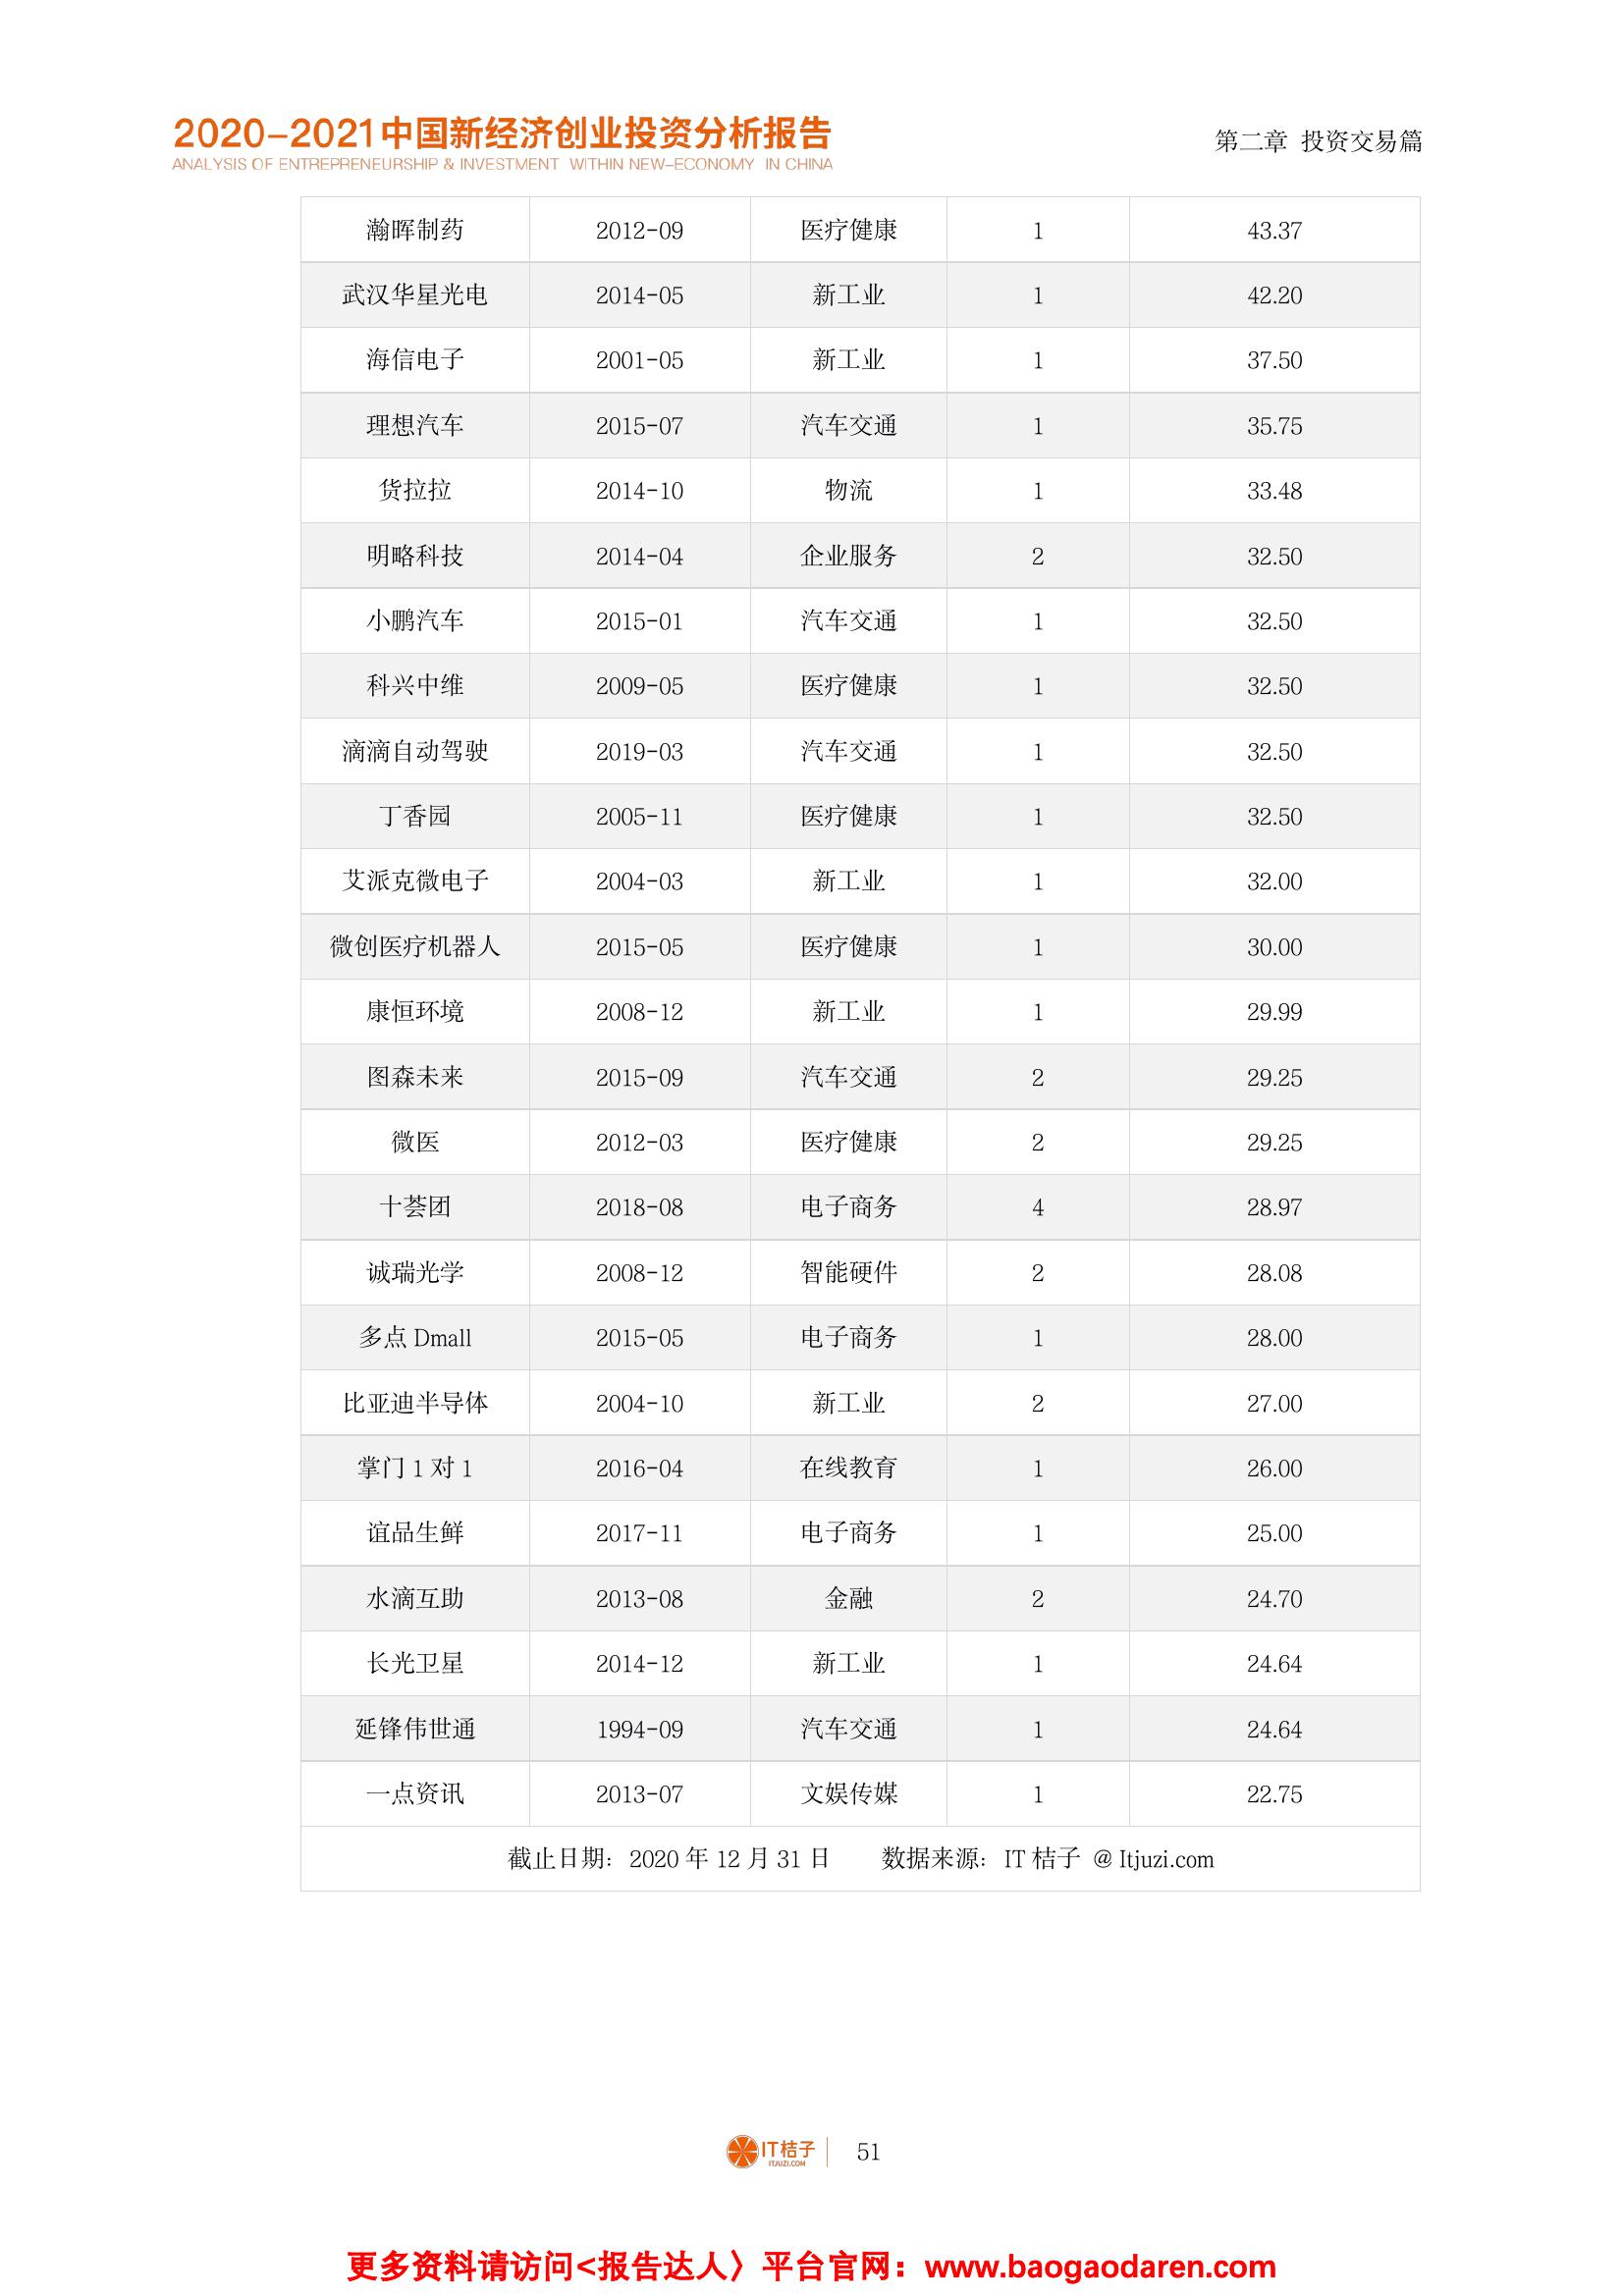 2020-2021中国新经济创业投资分析报告
ANALYSIS OF ENTREPRENEURSHIP & INVESTMENT WITHIN NEW-ECONOMY IN CHINA
第二章 投资交易篇
瀚晖制药 2012-09 医疗健康 1 43.37
武汉华星光电 2014-05 新工业 1 42.20
海信电子 2001-05 新工业 1 37.50
理想汽车 2015-07 汽车交通 1 35.75
货拉拉 2014-10 物流 1 33.48
明略科技 2014-04 企业服务 2 32.50
小鹏汽车 2015-01 汽车交通 1 32.50
科兴中维 2009-05 医疗健康 1 32.50
滴滴自动驾驶 2019-03 汽车交通 1 32.50
丁香园 2005-11 医疗健康 1 32.50
艾派克微电子 2004-03 新工业 1 32.00
微创医疗机器人 2015-05 医疗健康 1 30.00
康恒环境 2008-12 新工业 1 29.99
图森未来 2015-09 汽车交通 2 29.25
微医 2012-03 医疗健康 2 29.25
十荟团 2018-08 电子商务 4 28.97
诚瑞光学 2008-12 智能硬件 2 28.08
多点 Dmall 2015-05 电子商务 1 28.00
比亚迪半导体 2004-10 新工业 2 27.00
掌门 1 对 1 2016-04 在线教育 1 26.00
谊品生鲜 2017-11 电子商务 1 25.00
水滴互助 2013-08 金融 2 24.70
长光卫星 2014-12 新工业 1 24.64
延锋伟世通 1994-09 汽车交通 1 24.64
一点资讯 2013-07 文娱传媒 1 22.75
截止日期：2020 年 12 月 31 日 数据来源：IT 桔子 @ Itjuzi.com
IT桔子 51
ITJUZI.COM
更多资料请访问<报告达人〉平台官网：www.baogaodaren.com